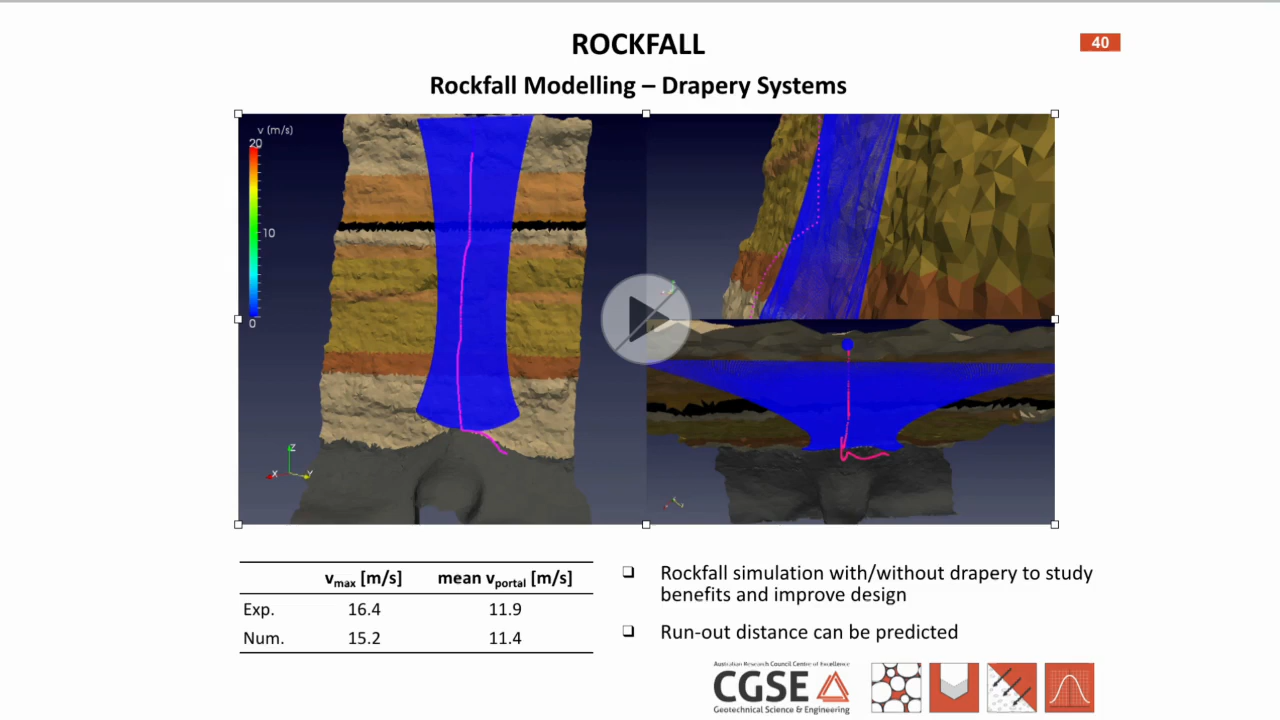 ROCKFALL
40
Rockfall Modelling – Drapery Systems
v (m/s)
20
10
0
Z
X
Y
v max [m/s] mean v portal [m/s]
Exp. 16.4 11.9
Num. 15.2 11.4
❑ Rockfall simulation with/without drapery to study
benefits and improve design
❑ Run-out distance can be predicted
Australian Research Council Centre of Excellence
CGSE
Geotechnical Science & Engineering